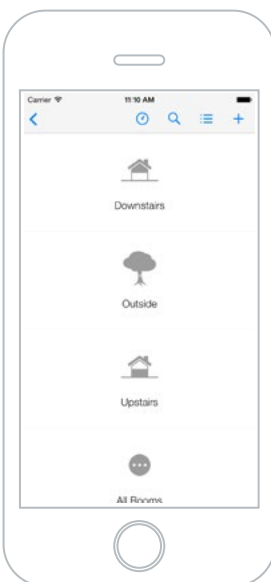 Carrier 11:10 AM
Downstairs
Outside
Upstairs
All Rooms